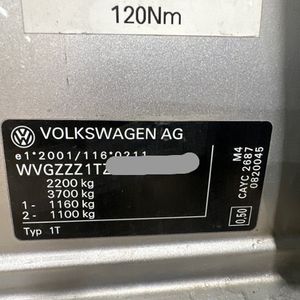 120Nm
VOLKSWAGEN AG
e1*2001/116*0211
WVGZZZ1TZ
2200 kg
3700 kg
1- 1160 kg
2- 1100 kg
Typ 1T
M4
CAYC 2687
0820045
0,50